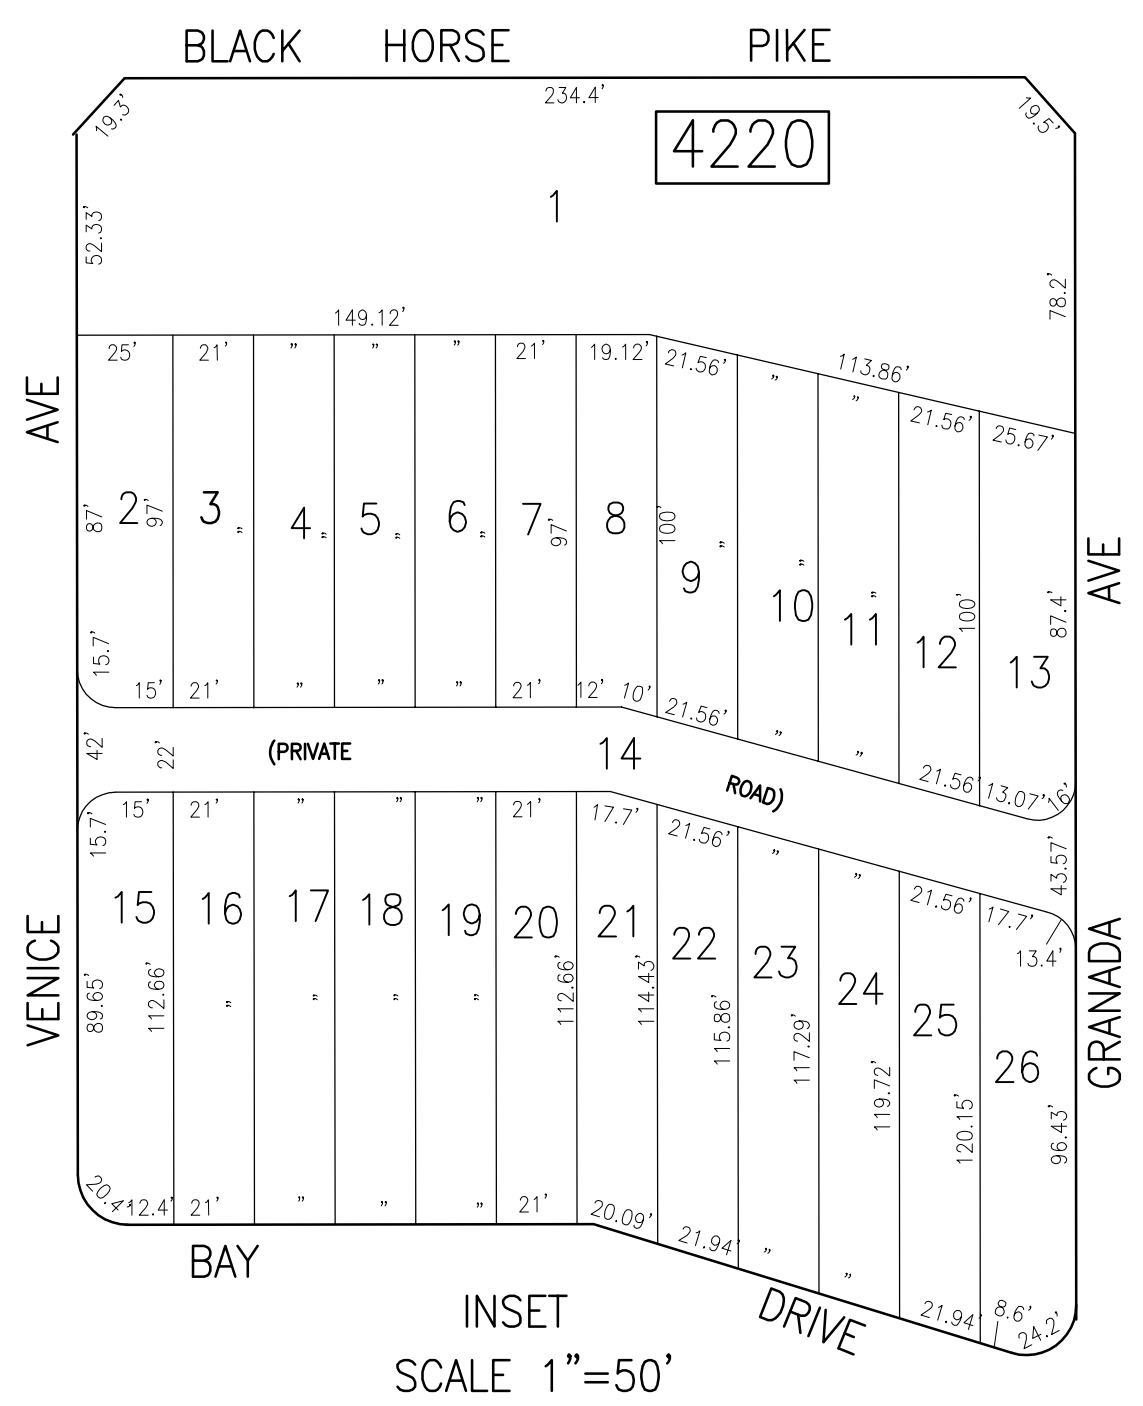 BLACK HORSE PIKE
19.3' 234.4' 19.5'
4220
1
52.33' 78.2'
149.12' 113.86'
25' 21' " " " 21' 19.12' 21.56' " " 21.56' 25.67'
AVE
87' 2 97' 3 " 4 " 5 " 6 " 7 97' 8 100' 9 " 10 " 11 " 12 100' 13 87.4'
AVE
15.7' 15' 21' " " " 21' 12' 10' 21.56' " " 21.56' 13.07' 16'
42' 22' (PRIVATE 14 ROAD)
43.57'
15.7' 15' 21' " " " 21' 17.7' 21.56' " " 21.56' 17.7' 13.4'
15 16 17 18 19 20 21 22 23 24 25 26
VENICE
89.65' 112.66' " " " " 112.66' 114.43' 115.86' 117.29' 119.72' 120.15' 96.43'
GRANADA
20.4' 12.4' 21' " " " 21' 20.09' 21.94' " " 21.94' 8.6' 24.2'
BAY DRIVE
INSET
SCALE 1"=50'